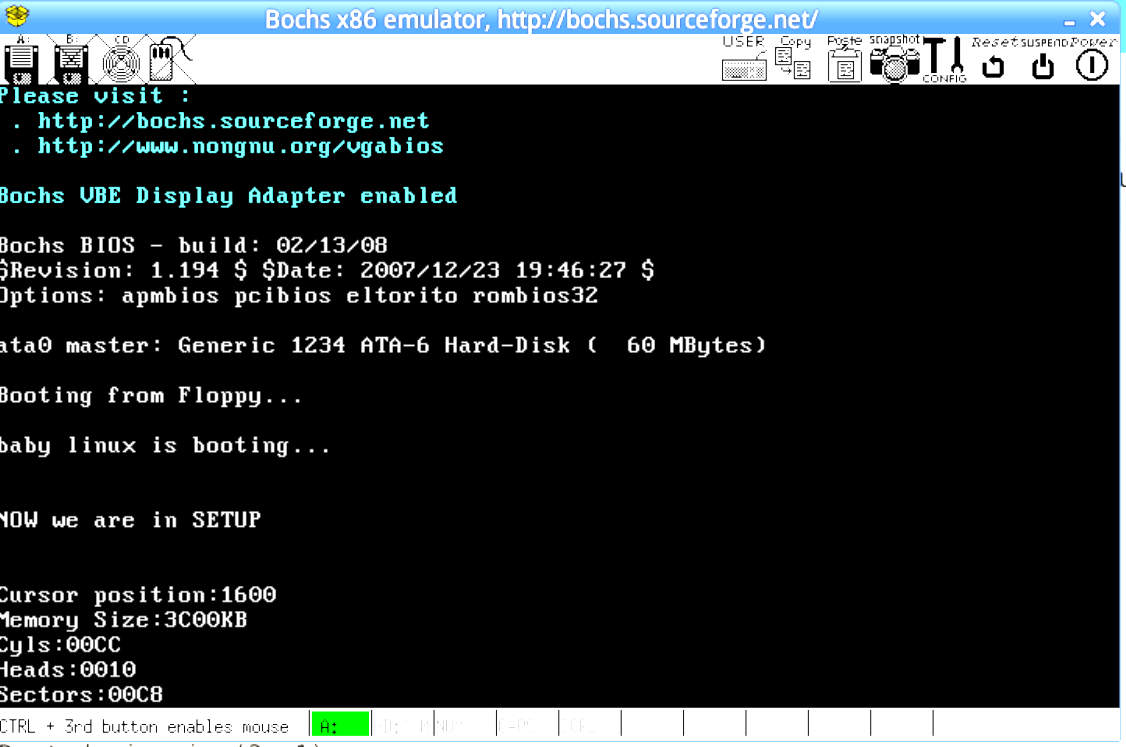 Bochs x86 emulator, http://bochs.sourceforge.net/
A: B: CD USER Copy Paste snapshot CONFIG Reset SUSPEND Power
Please visit :
. http://bochs.sourceforge.net
. http://www.nongnu.org/vgabios
Bochs VBE Display Adapter enabled
Bochs BIOS - build: 02/13/08
$Revision: 1.194 $ $Date: 2007/12/23 19:46:27 $
Options: apmbios pcibios eltorito rombios32
ata0 master: Generic 1234 ATA-6 Hard-Disk ( 60 MBytes)
Booting from Floppy...
baby linux is booting...
NOW we are in SETUP
Cursor position:1600
Memory Size:3C00KB
Cyls:00CC
Heads:0010
Sectors:00C8
CTRL + 3rd button enables mouse A: